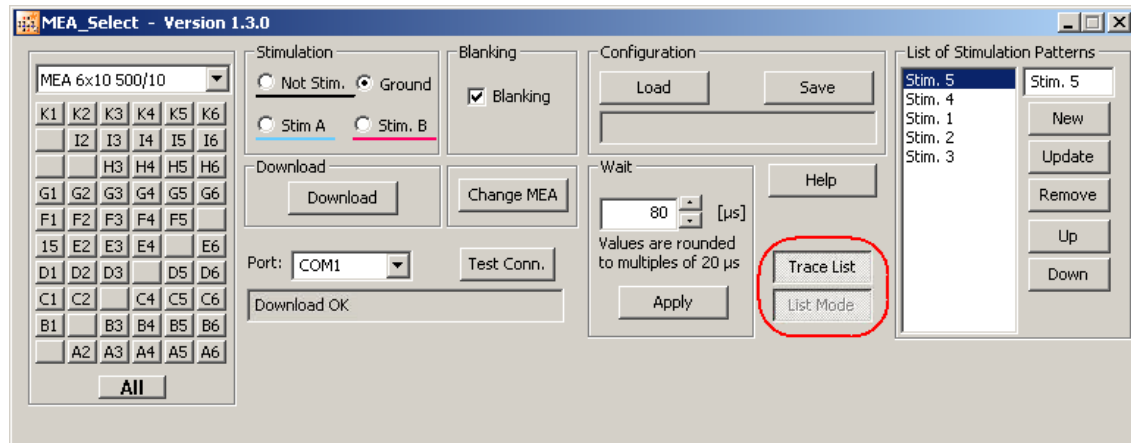 MEA_Select - Version 1.3.0
MEA 6x10 500/10
K1 K2 K3 K4 K5 K6
I2 I3 I4 I5 I6
H3 H4 H5 H6
G1 G2 G3 G4 G5 G6
F1 F2 F3 F4 F5
15 E2 E3 E4 E6
D1 D2 D3 D5 D6
C1 C2 C4 C5 C6
B1 B3 B4 B5 B6
A2 A3 A4 A5 A6
All
Stimulation
Not Stim. Ground
Stim A Stim. B
Blanking
Blanking
Configuration
Load Save
Download
Download
Change MEA
Port: COM1
Test Conn.
Download OK
Wait
80 [µs]
Values are rounded
to multiples of 20 µs
Apply
Help
Trace List
List Mode
List of Stimulation Patterns
Stim. 5
Stim. 4
Stim. 1
Stim. 2
Stim. 3
Stim. 5
New
Update
Remove
Up
Down